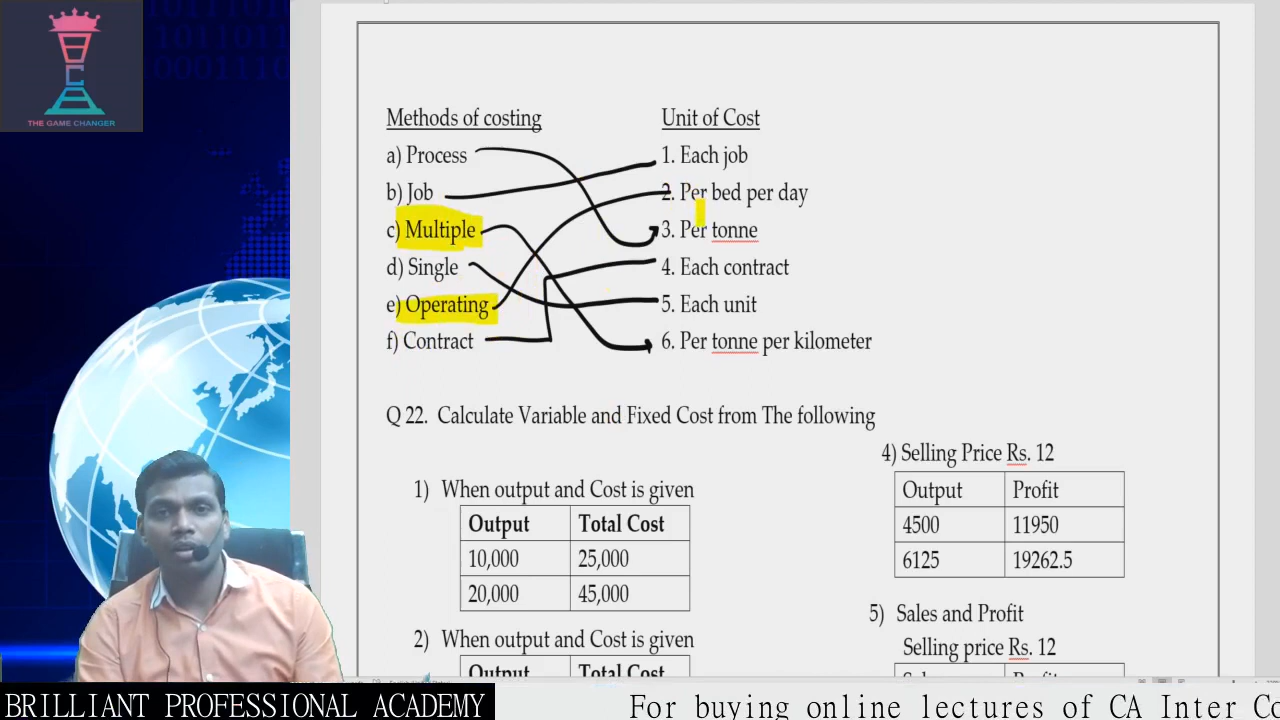 THE GAME CHANGER
Methods of costing Unit of Cost
a) Process 1. Each job
b) Job 2. Per bed per day
c) Multiple 3. Per tonne
d) Single 4. Each contract
e) Operating 5. Each unit
f) Contract 6. Per tonne per kilometer
Q 22. Calculate Variable and Fixed Cost from The following
1) When output and Cost is given
Output Total Cost
10,000 25,000
20,000 45,000
2) When output and Cost is given
Output Total Cost
4) Selling Price Rs. 12
Output Profit
4500 11950
6125 19262.5
5) Sales and Profit
Selling price Rs. 12
BRILLIANT PROFESSIONAL ACADEMY
For buying online lectures of CA Inter Co